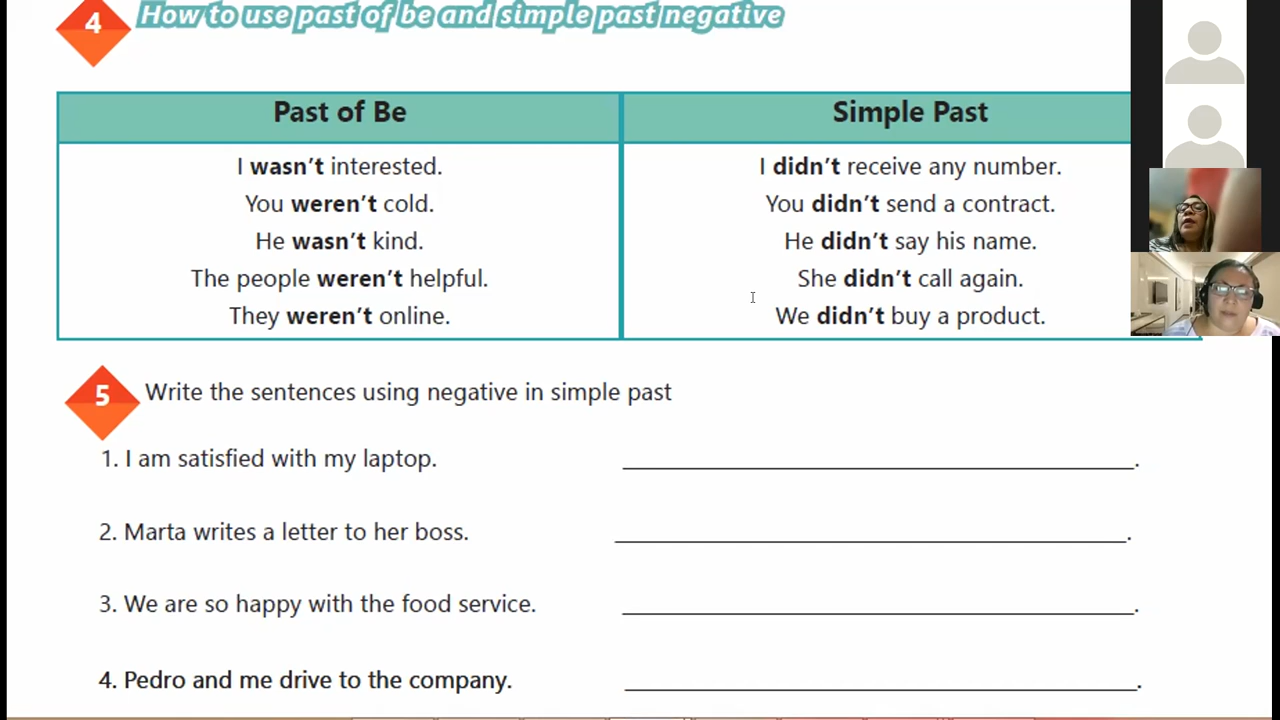 4 How to use past of be and simple past negative
Past of Be
Simple Past
I wasn't interested.
You weren't cold.
He wasn't kind.
The people weren't helpful.
They weren't online.
I didn't receive any number.
You didn't send a contract.
He didn't say his name.
She didn't call again.
We didn't buy a product.
5 Write the sentences using negative in simple past
1. I am satisfied with my laptop. ______________________________.
2. Marta writes a letter to her boss. ______________________________.
3. We are so happy with the food service. ______________________________.
4. Pedro and me drive to the company. ______________________________.